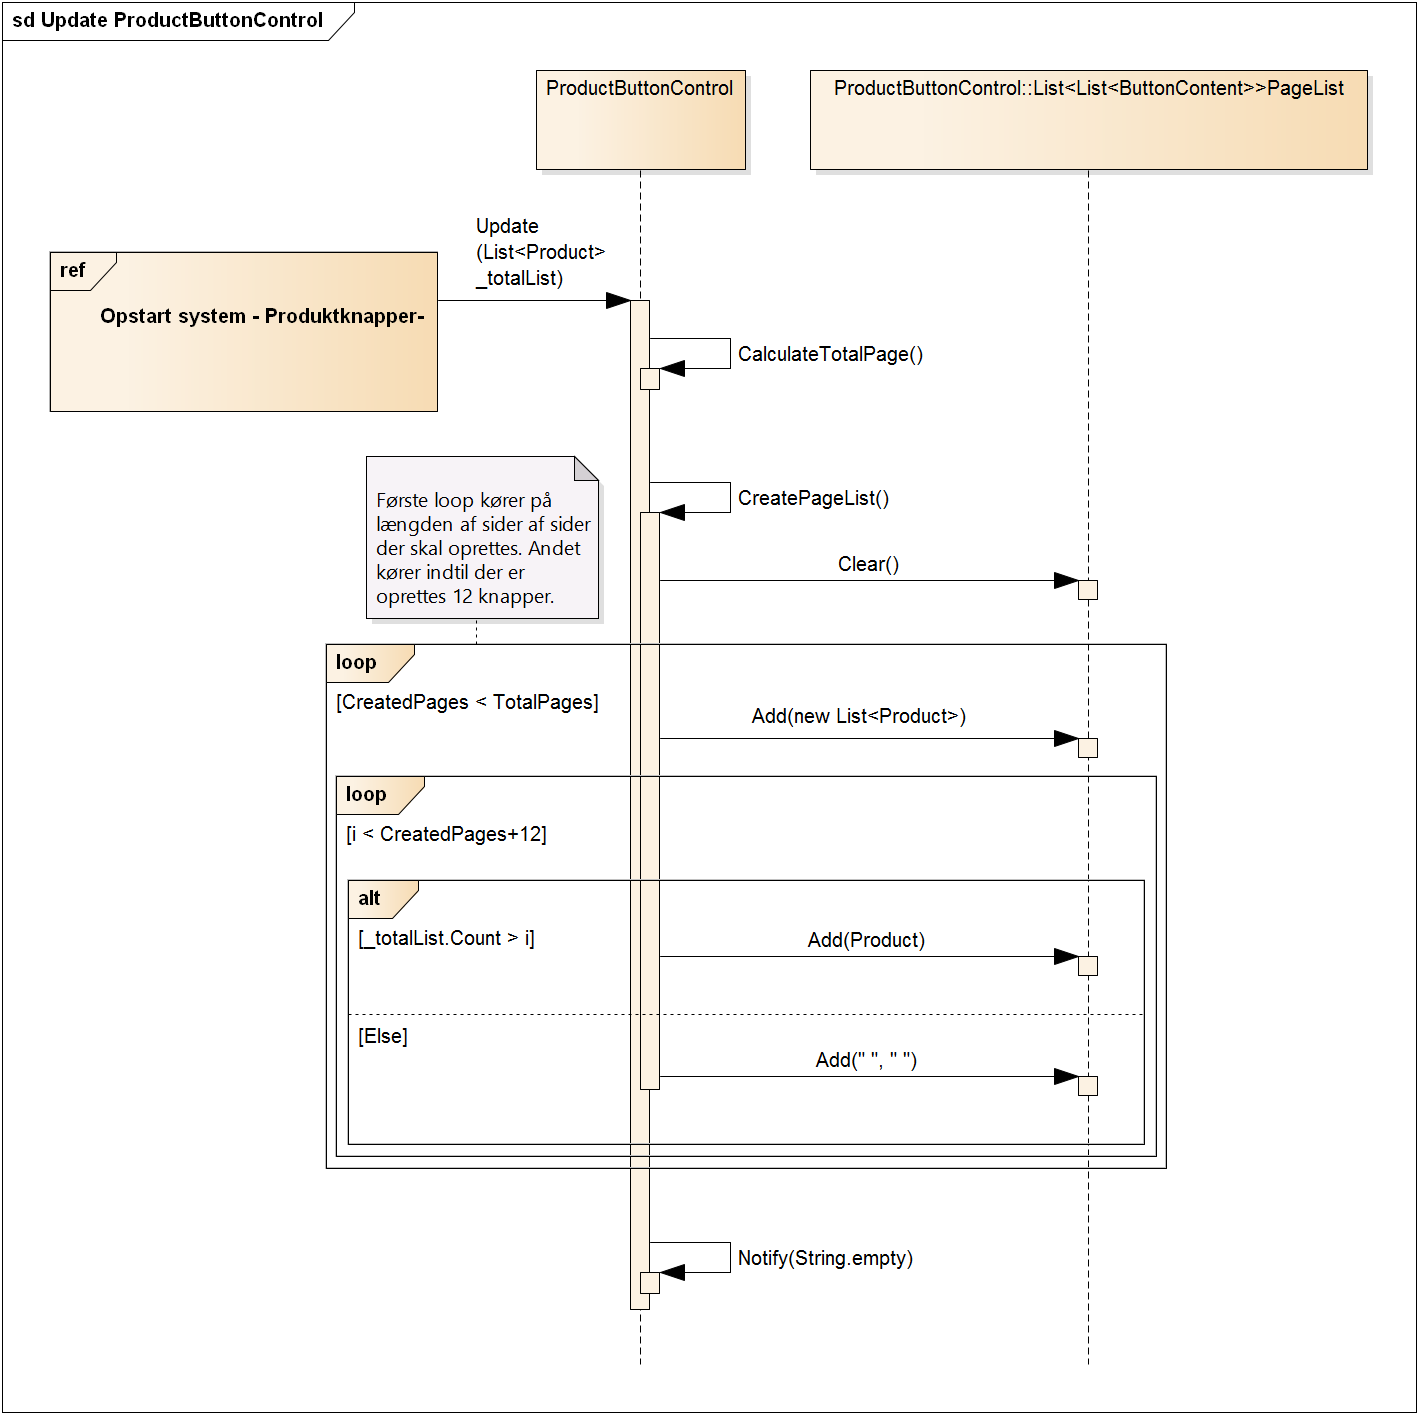 sd Update ProductButtonControl
ProductButtonControl
ProductButtonControl::List<List<ButtonContent>>PageList
Update
(List<Product>
_totalList)
ref
Opstart system - Produktknapper-
CalculateTotalPage()
CreatePageList()
Første loop kører på
længden af sider af sider
der skal oprettes. Andet
kører indtil der er
oprettes 12 knapper.
Clear()
loop
[CreatedPages < TotalPages]
Add(new List<Product>)
loop
[i < CreatedPages+12]
alt
[_totalList.Count > i]
Add(Product)
[Else]
Add(" ", " ")
Notify(String.empty)